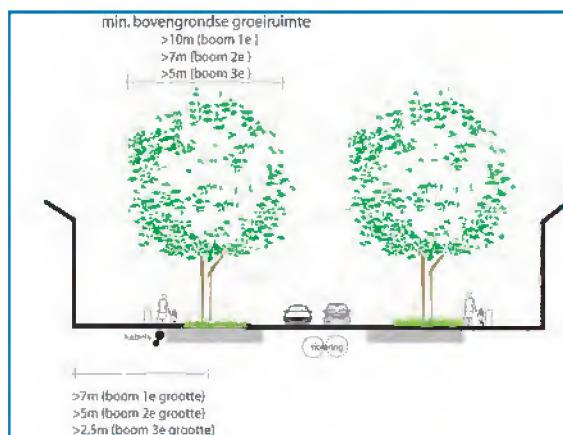 min. bovengrondse groeiruimte
>10m (boom 1e )
>7m (boom 2e )
>5m (boom 3e )
kabels
riolering
>7m (boom 1e grootte)
>5m (boom 2e grootte)
>2,5m (boom 3e grootte)